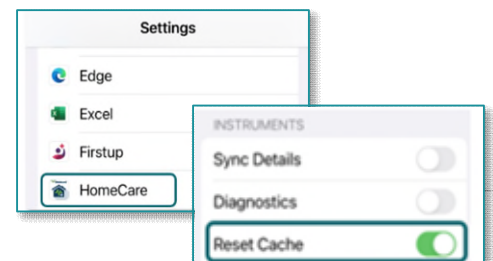 Settings
Edge
Excel
Firstup
HomeCare
INSTRUMENTS
Sync Details
Diagnostics
Reset Cache